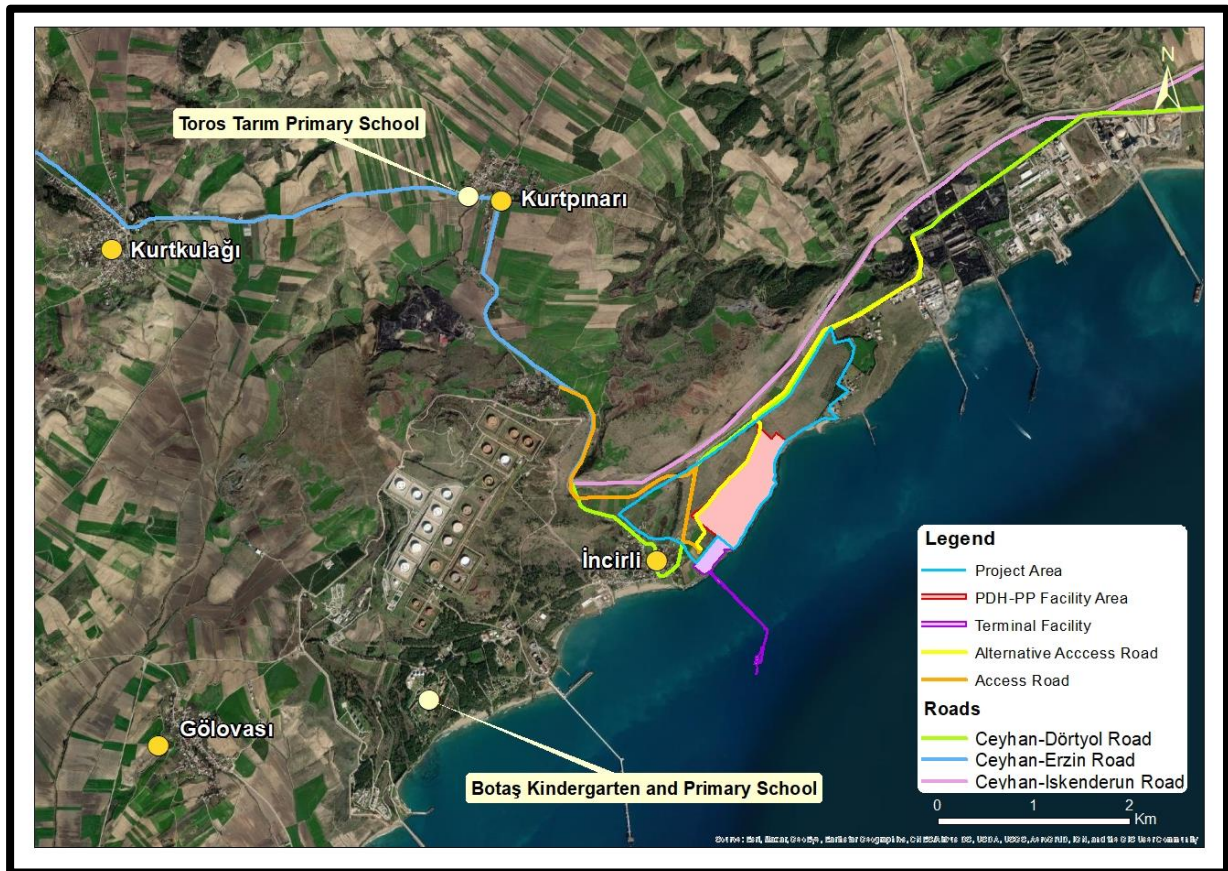 N
Toros Tarım Primary School
Kurtpınarı
Kurtkulağı
İncirli
Gölovası
Botaş Kindergarten and Primary School
Legend
Project Area
PDH-PP Facility Area
Terminal Facility
Alternative Acccess Road
Access Road
Roads
Ceyhan-Dörtyol Road
Ceyhan-Erzin Road
Ceyhan-Iskenderun Road
0 1 2
Km